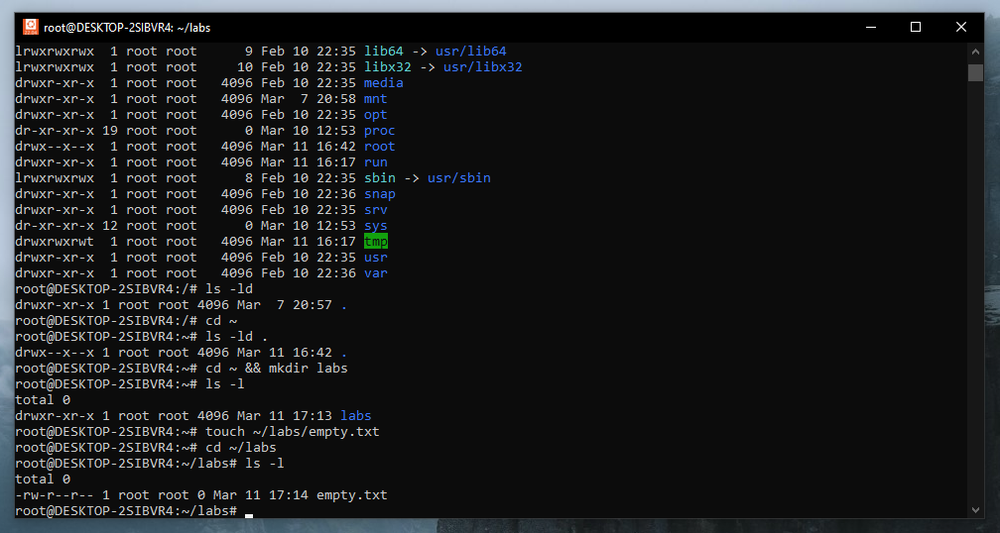 root@DESKTOP-2SIBVR4: ~/labs
lrwxrwxrwx  1 root root      9 Feb 10 22:35 lib64 -> usr/lib64
lrwxrwxrwx  1 root root     10 Feb 10 22:35 libx32 -> usr/libx32
drwxr-xr-x  1 root root   4096 Feb 10 22:35 media
drwxr-xr-x  1 root root   4096 Mar  7 20:58 mnt
drwxr-xr-x  1 root root   4096 Feb 10 22:35 opt
dr-xr-xr-x 19 root root      0 Mar 10 12:53 proc
drwx--x--x  1 root root   4096 Mar 11 16:42 root
drwxr-xr-x  1 root root   4096 Mar 11 16:17 run
lrwxrwxrwx  1 root root      8 Feb 10 22:35 sbin -> usr/sbin
drwxr-xr-x  1 root root   4096 Feb 10 22:36 snap
drwxr-xr-x  1 root root   4096 Feb 10 22:35 srv
dr-xr-xr-x 12 root root      0 Mar 10 12:53 sys
drwxrwxrwt  1 root root   4096 Mar 11 16:17 tmp
drwxr-xr-x  1 root root   4096 Feb 10 22:35 usr
drwxr-xr-x  1 root root   4096 Feb 10 22:36 var
root@DESKTOP-2SIBVR4:/# ls -ld
drwxr-xr-x 1 root root 4096 Mar  7 20:57 .
root@DESKTOP-2SIBVR4:/# cd ~
root@DESKTOP-2SIBVR4:~# ls -ld .
drwx--x--x 1 root root 4096 Mar 11 16:42 .
root@DESKTOP-2SIBVR4:~# cd ~ && mkdir labs
root@DESKTOP-2SIBVR4:~# ls -l
total 0
drwxr-xr-x 1 root root 4096 Mar 11 17:13 labs
root@DESKTOP-2SIBVR4:~# touch ~/labs/empty.txt
root@DESKTOP-2SIBVR4:~# cd ~/labs
root@DESKTOP-2SIBVR4:~/labs# ls -l
total 0
-rw-r--r-- 1 root root 0 Mar 11 17:14 empty.txt
root@DESKTOP-2SIBVR4:~/labs#